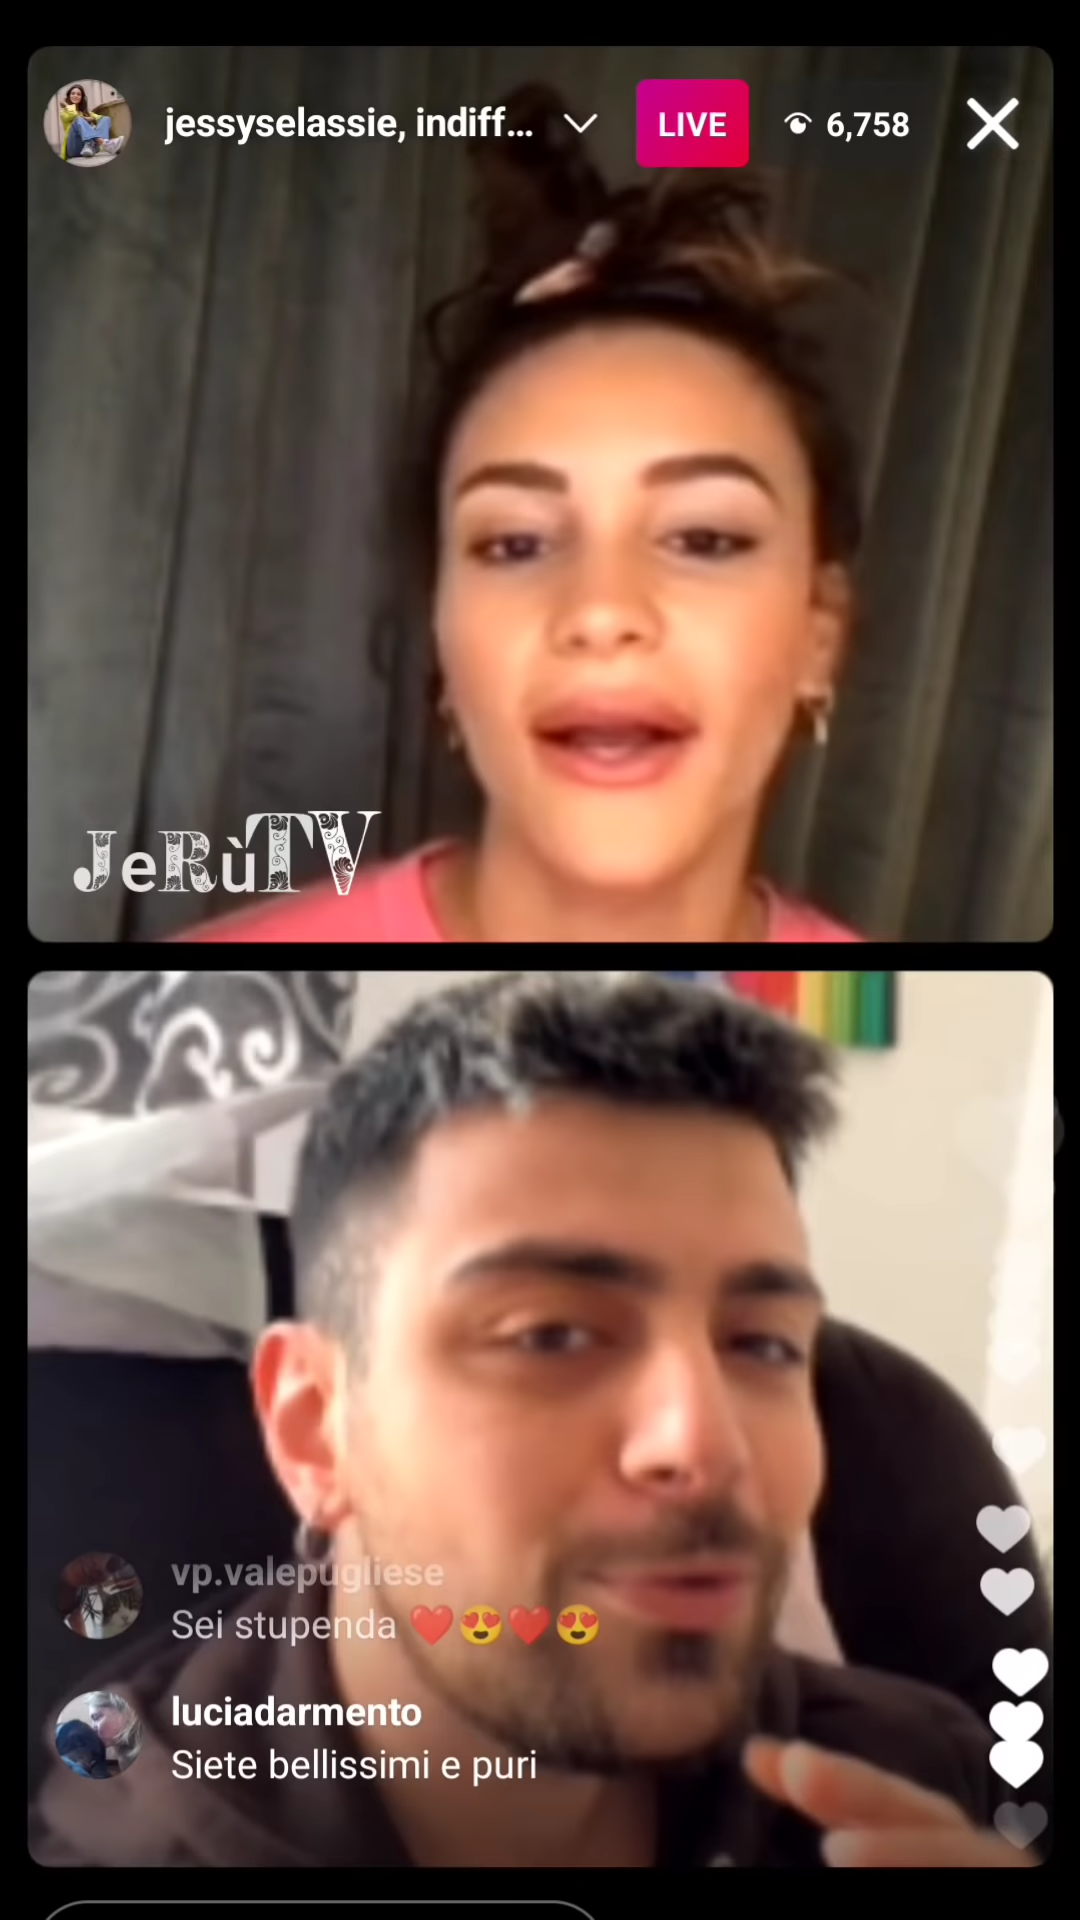 jessyselassie, indiff...
LIVE
6,758
JeRùTV
vp.valepugliese
Sei stupenda ❤️😍❤️😍
luciadarmento
Siete bellissimi e puri